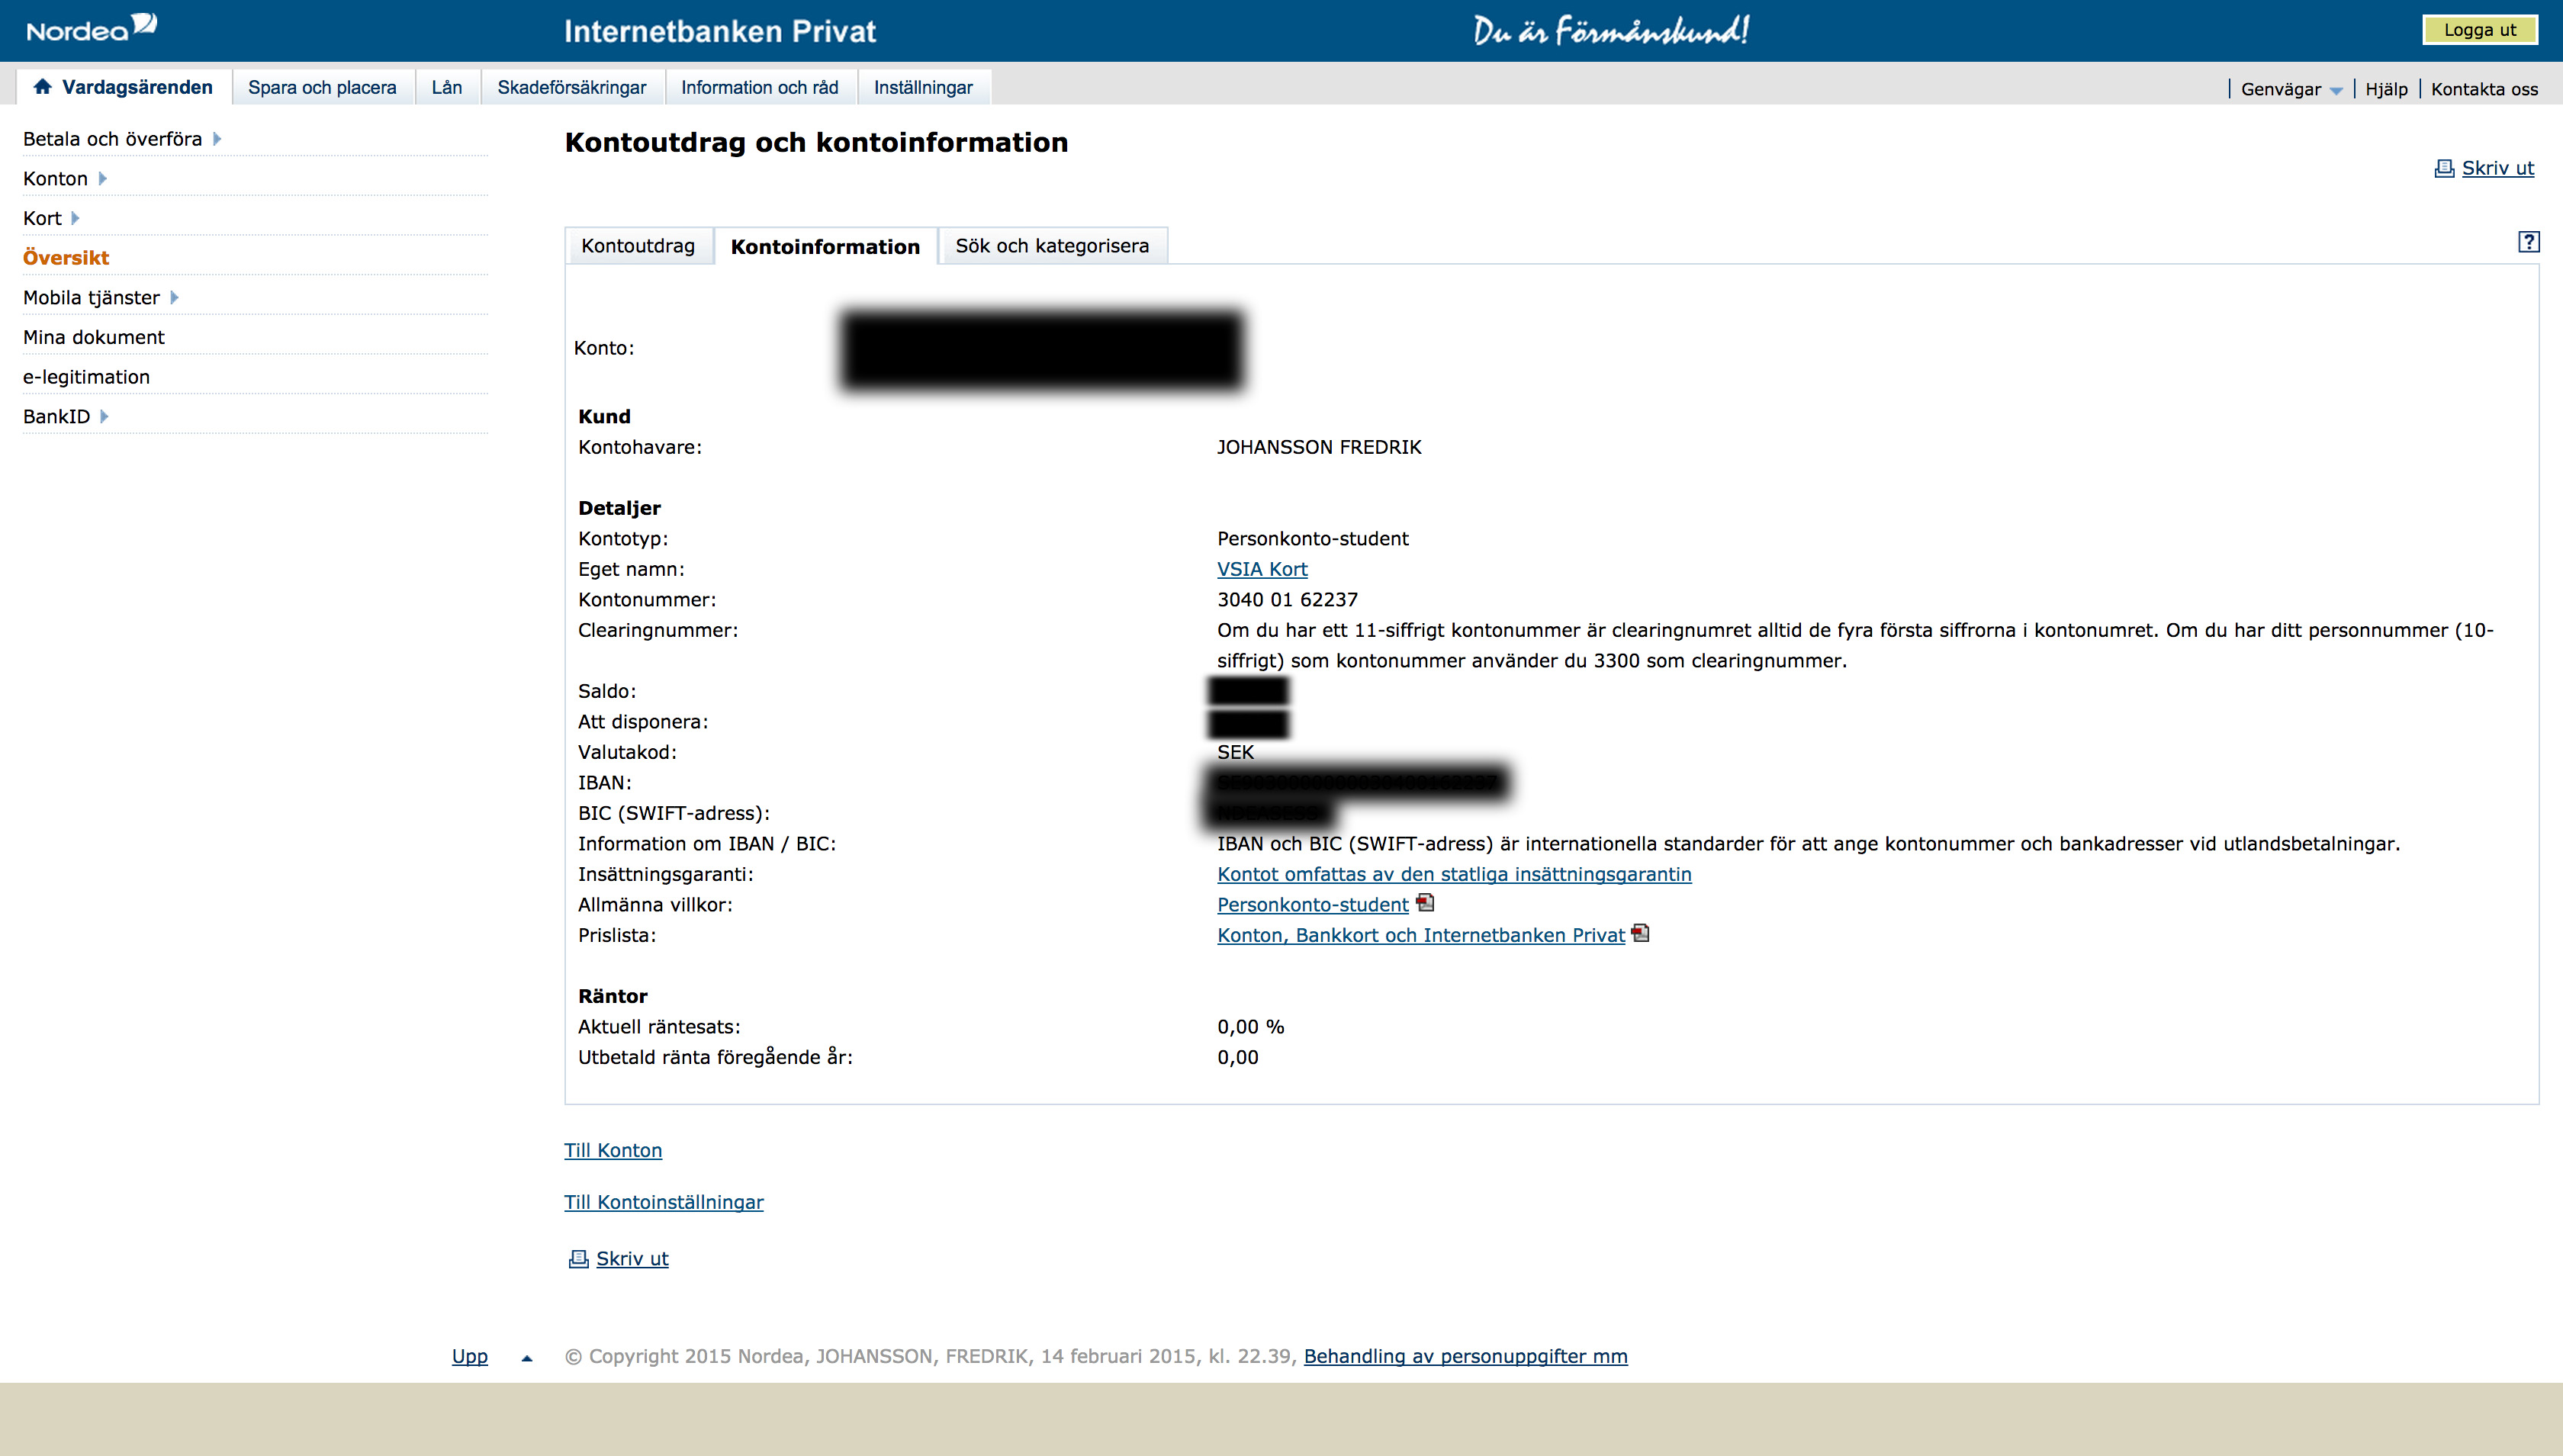 Nordea
Internetbanken Privat
Du är Förmånskund!
Logga ut
Vardagsärenden
Spara och placera
Lån
Skadeförsäkringar
Information och råd
Inställningar
Genvägar
Hjälp
Kontakta oss
Betala och överföra
Konton
Kort
Översikt
Mobila tjänster
Mina dokument
e-legitimation
BankID
Kontoutdrag och kontoinformation
Skriv ut
Kontoutdrag
Kontoinformation
Sök och kategorisera
?
Konto:
Kund
Kontohavare: JOHANSSON FREDRIK
Detaljer
Kontotyp: Personkonto-student
Eget namn: VSIA Kort
Kontonummer: 3040 01 62237
Clearingnummer: Om du har ett 11-siffrigt kontonummer är clearingnumret alltid de fyra första siffrorna i kontonumret. Om du har ditt personnummer (10-
siffrigt) som kontonummer använder du 3300 som clearingnummer.
Saldo:
Att disponera:
Valutakod: SEK
IBAN:
BIC (SWIFT-adress):
Information om IBAN / BIC: IBAN och BIC (SWIFT-adress) är internationella standarder för att ange kontonummer och bankadresser vid utlandsbetalningar.
Insättningsgaranti: Kontot omfattas av den statliga insättningsgarantin
Allmänna villkor: Personkonto-student
Prislista: Konton, Bankkort och Internetbanken Privat
Räntor
Aktuell räntesats: 0,00 %
Utbetald ränta föregående år: 0,00
Till Konton
Till Kontoinställningar
Skriv ut
Upp
© Copyright 2015 Nordea, JOHANSSON, FREDRIK, 14 februari 2015, kl. 22.39, Behandling av personuppgifter mm